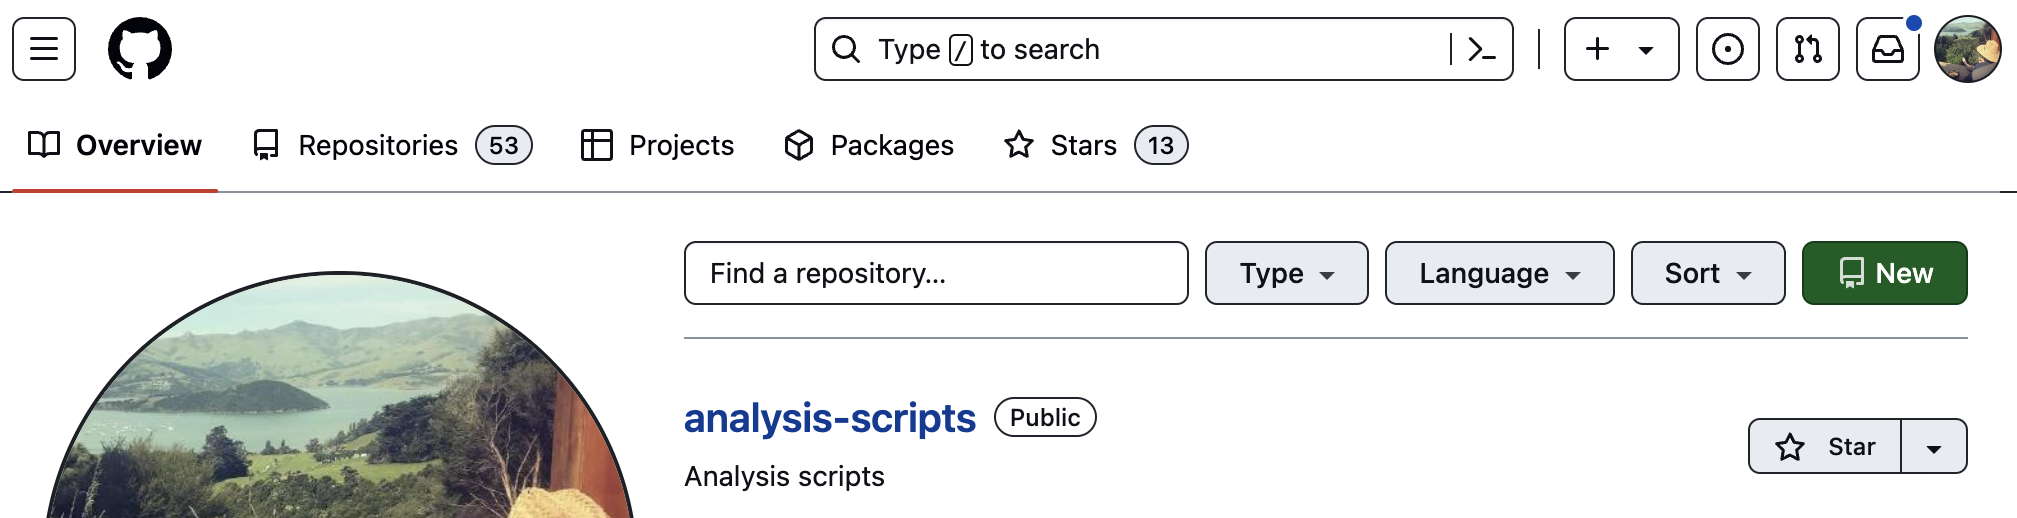 Type / to search
Overview Repositories 53 Projects Packages Stars 13
Find a repository... Type Language Sort New
analysis-scripts Public
Star
Analysis scripts